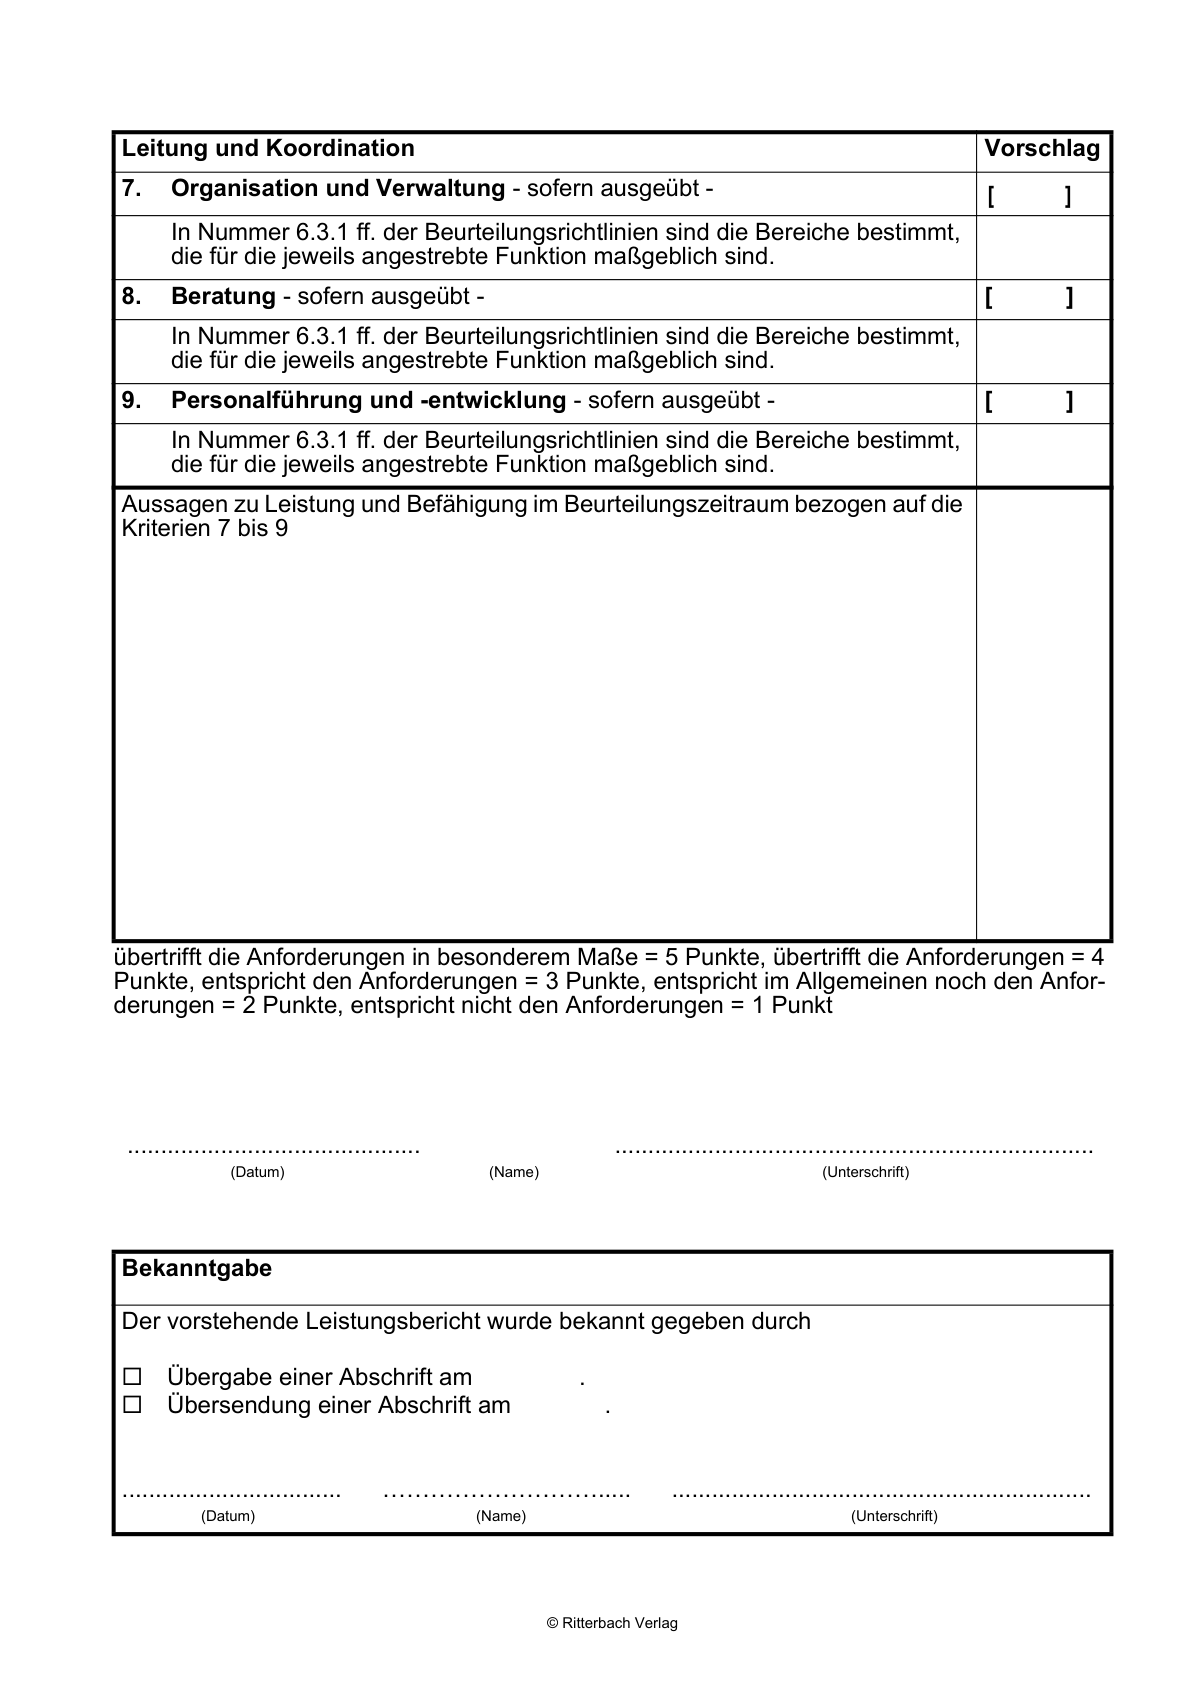 Leitung und Koordination Vorschlag
7. Organisation und Verwaltung - sofern ausgeübt - [ ]
In Nummer 6.3.1 ff. der Beurteilungsrichtlinien sind die Bereiche bestimmt,
die für die jeweils angestrebte Funktion maßgeblich sind.
8. Beratung - sofern ausgeübt - [ ]
In Nummer 6.3.1 ff. der Beurteilungsrichtlinien sind die Bereiche bestimmt,
die für die jeweils angestrebte Funktion maßgeblich sind.
9. Personalführung und -entwicklung - sofern ausgeübt - [ ]
In Nummer 6.3.1 ff. der Beurteilungsrichtlinien sind die Bereiche bestimmt,
die für die jeweils angestrebte Funktion maßgeblich sind.
Aussagen zu Leistung und Befähigung im Beurteilungszeitraum bezogen auf die
Kriterien 7 bis 9
übertrifft die Anforderungen in besonderem Maße = 5 Punkte, übertrifft die Anforderungen = 4
Punkte, entspricht den Anforderungen = 3 Punkte, entspricht im Allgemeinen noch den Anfor-
derungen = 2 Punkte, entspricht nicht den Anforderungen = 1 Punkt
............................................ ........................................................................
(Datum) (Name) (Unterschrift)
Bekanntgabe
Der vorstehende Leistungsbericht wurde bekannt gegeben durch
☐ Übergabe einer Abschrift am .
☐ Übersendung einer Abschrift am .
................................. ..................................... ...............................................................
(Datum) (Name) (Unterschrift)
© Ritterbach Verlag